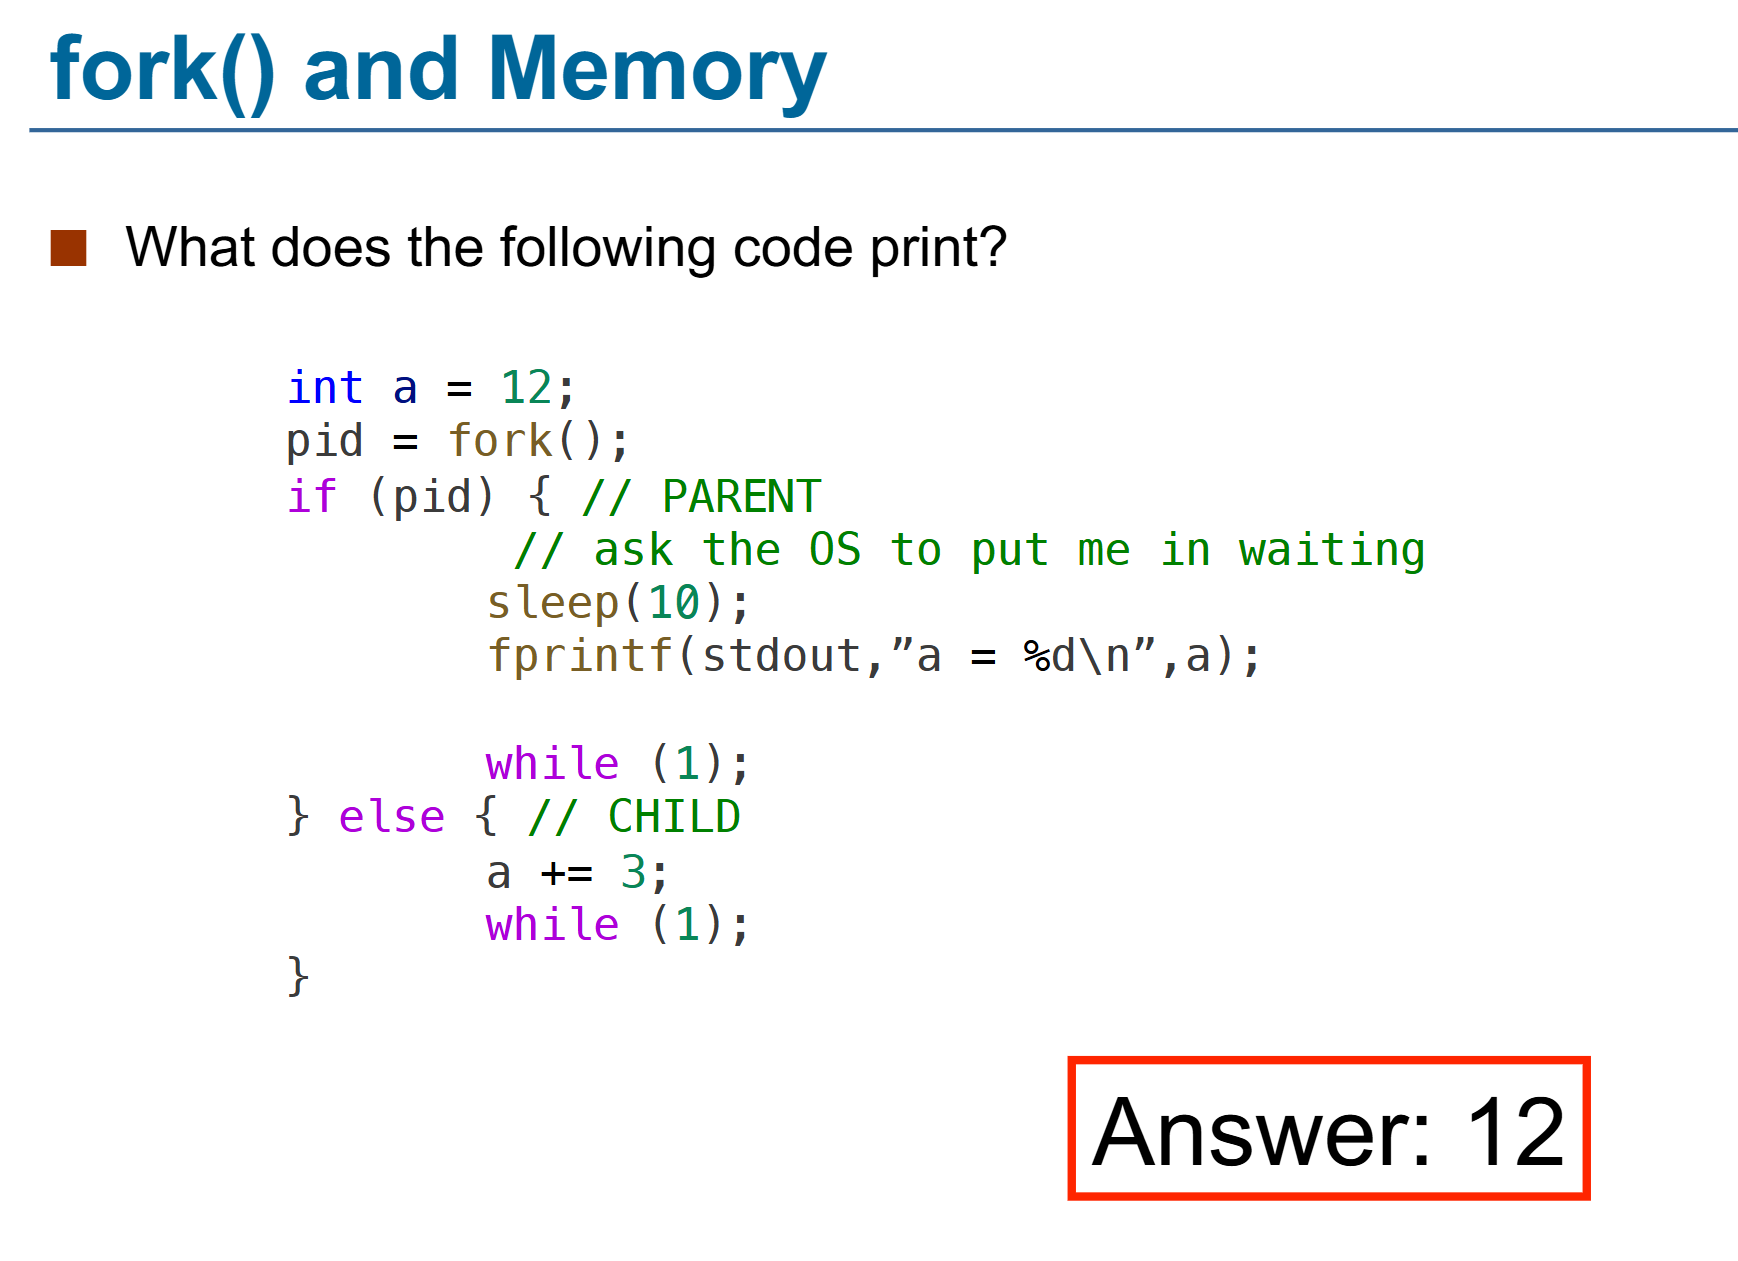 fork() and Memory
What does the following code print?
int a = 12;
pid = fork();
if (pid) { // PARENT
// ask the OS to put me in waiting
sleep(10);
fprintf(stdout,”a = %d\n”,a);
while (1);
} else { // CHILD
a += 3;
while (1);
}
Answer: 12